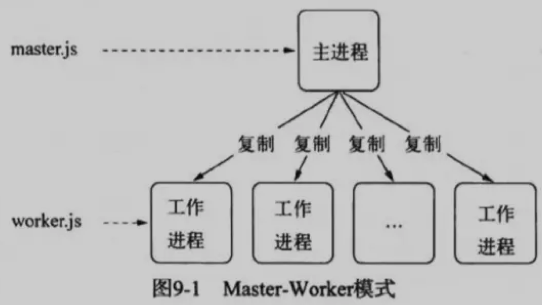 master.js
主进程
复制 复制 复制 复制
worker.js
工作
进程
工作
进程
...
工作
进程
图9-1 Master-Worker模式